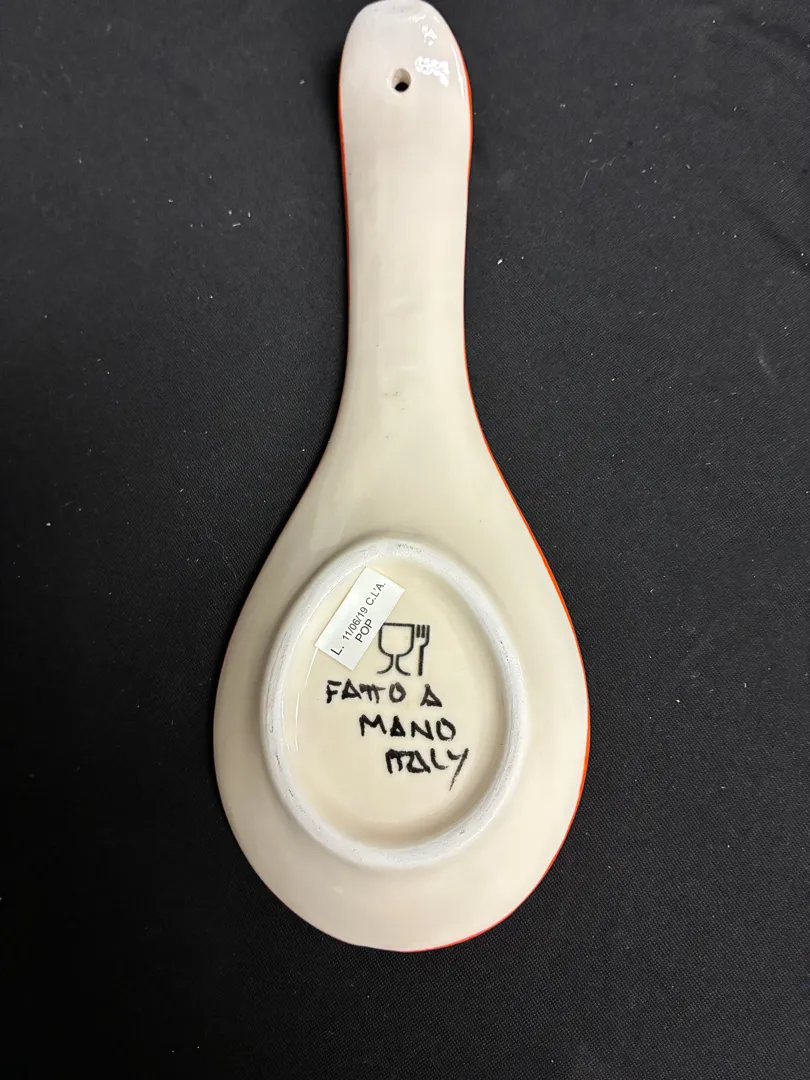 L. 11/06/19 C.L'A.
POP
FATTO A
MANO
ITALY